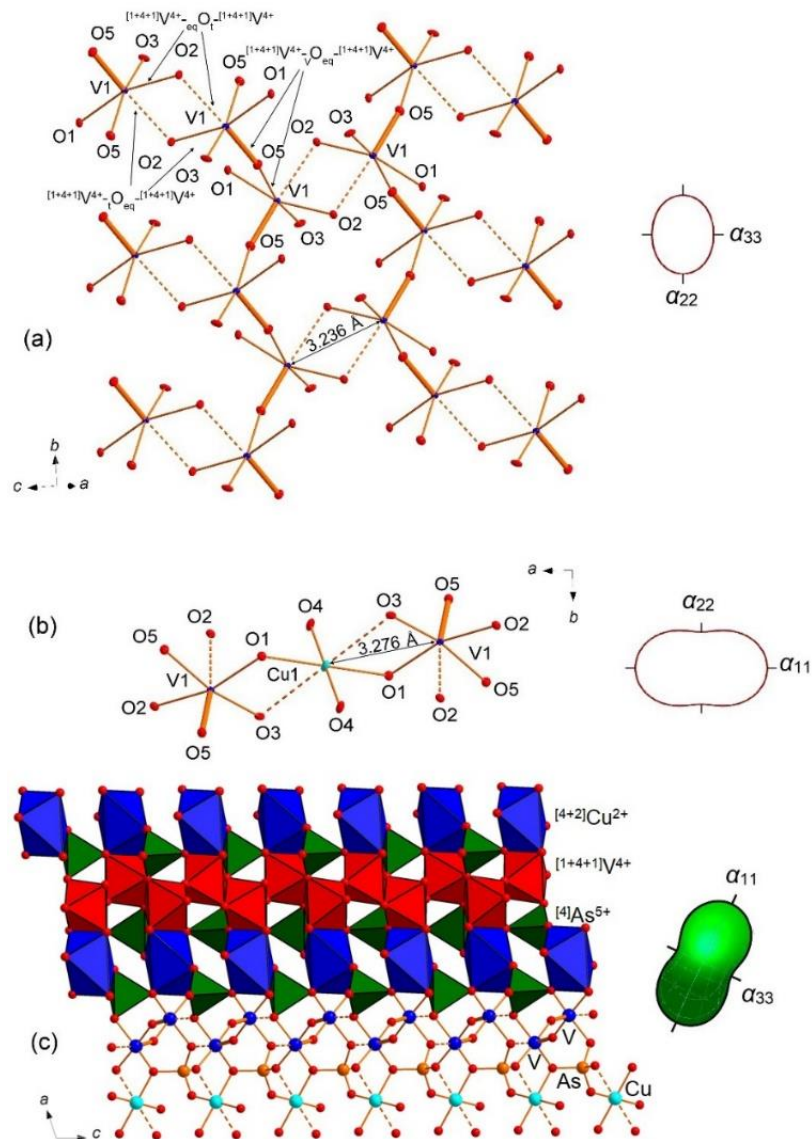 [1+4+1]V4+-eqOt-[1+4+1]V4+
O5 O3 O2 O5 [1+4+1]V4+-vOeq-[1+4+1]V4+
V1 O1
O1 V1 O3 O5
O5 O2 O2 V1
O2 O5
O3 O1 V1 O5 O1
[1+4+1]V4+-tOeq-[1+4+1]V4+
O2
O5 O3
α33
α22
(a)
3.236 Å
b
c a
a
b
(b)
O2 O4 O3 O5
O5 O1 3.276 Å O2
V1 Cu1 V1
O2 O3 O4 O1 O5
O5 O2
α22
α11
[4+2]Cu2+
[1+4+1]V4+
[4]As5+
α11
α33
(c)
V
V
As Cu
a
c